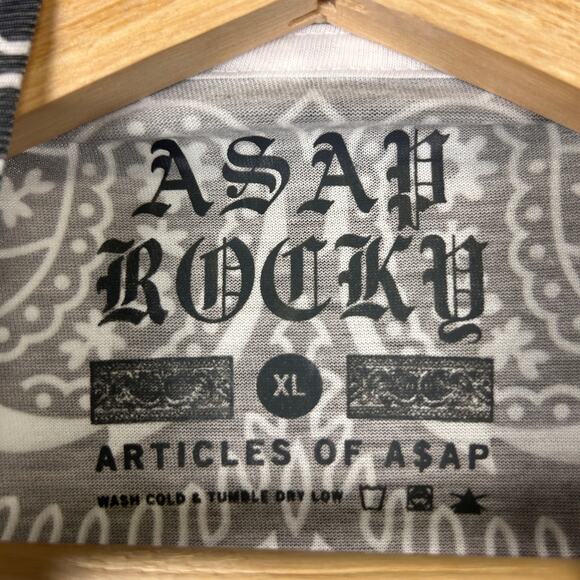 ASAP
ROCKY
XL
ARTICLES OF A$AP
WASH COLD & TUMBLE DRY LOW